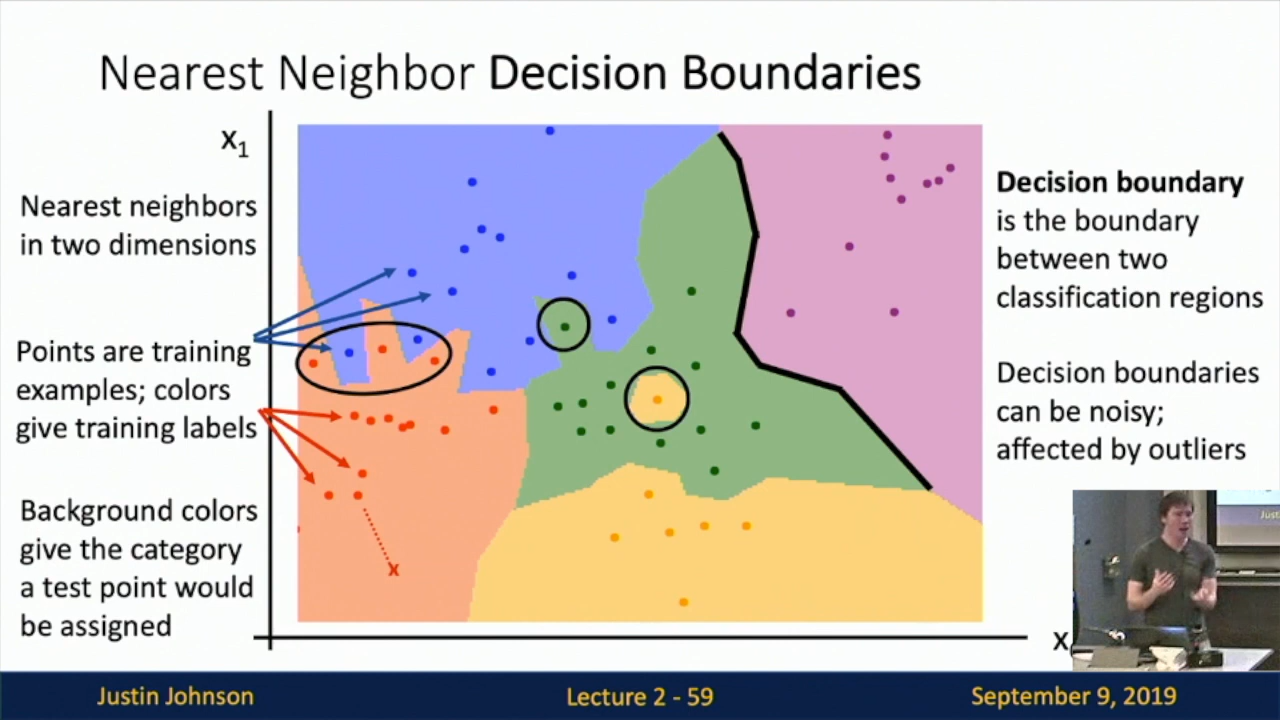 Nearest Neighbor Decision Boundaries
x1
Nearest neighbors
in two dimensions
Points are training
examples; colors
give training labels
Background colors
give the category
a test point would
be assigned
x
Decision boundary
is the boundary
between two
classification regions
Decision boundaries
can be noisy;
affected by outliers
x
Justin Johnson
Lecture 2 - 59
September 9, 2019